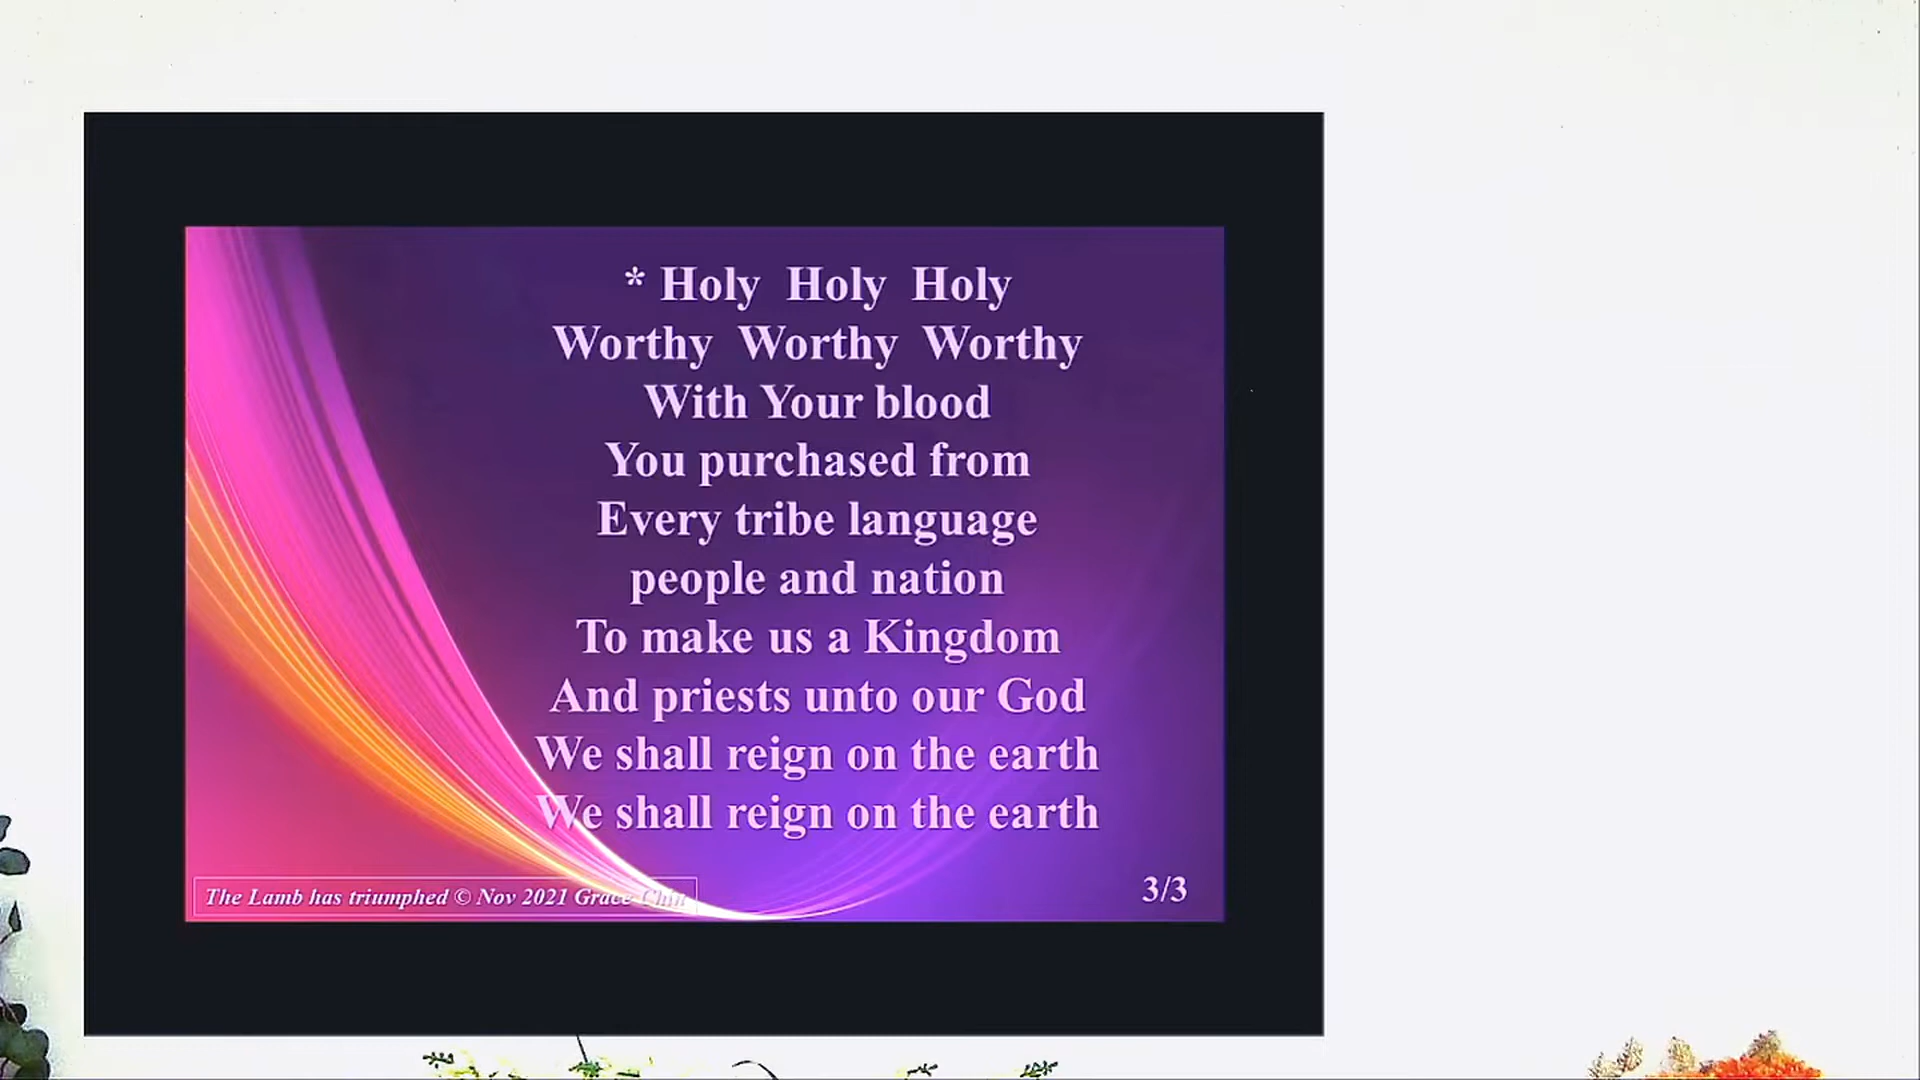 * Holy Holy Holy
Worthy Worthy Worthy
With Your blood
You purchased from
Every tribe language
people and nation
To make us a Kingdom
And priests unto our God
We shall reign on the earth
We shall reign on the earth
The Lamb has triumphed © Nov 2021 Grace Chin
3/3